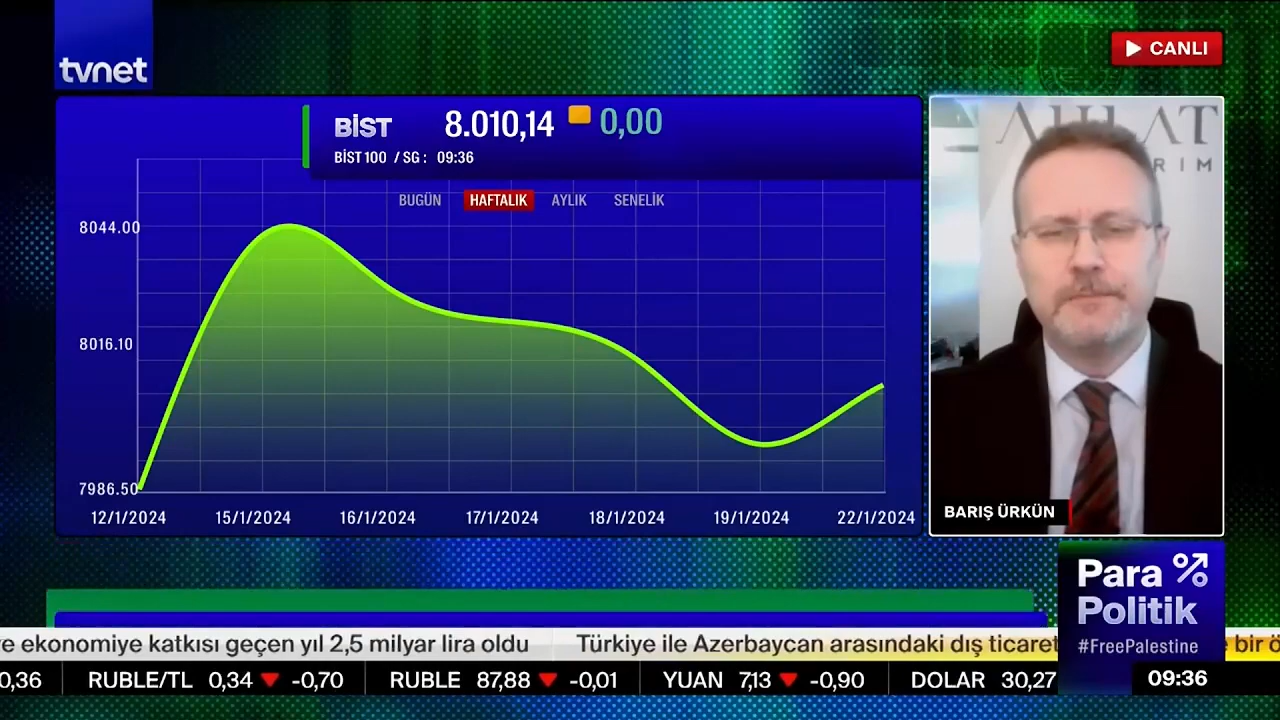 tvnet
CANLI
BİST 8.010,14 0,00
BİST 100 / SG : 09:36
BUGÜN HAFTALIK AYLIK SENELİK
8044.00
8016.10
7986.50
12/1/2024 15/1/2024 16/1/2024 17/1/2024 18/1/2024 19/1/2024 22/1/2024
RIM
BARIŞ ÜRKÜN
Para
Politik
#FreePalestine
ekonomiye katkısı geçen yıl 2,5 milyar lira oldu Türkiye ile Azerbaycan arasındaki dış ticaret bir
0,36 RUBLE/TL 0,34 -0,70 RUBLE 87,88 -0,01 YUAN 7,13 -0,90 DOLAR 30,27
09:36